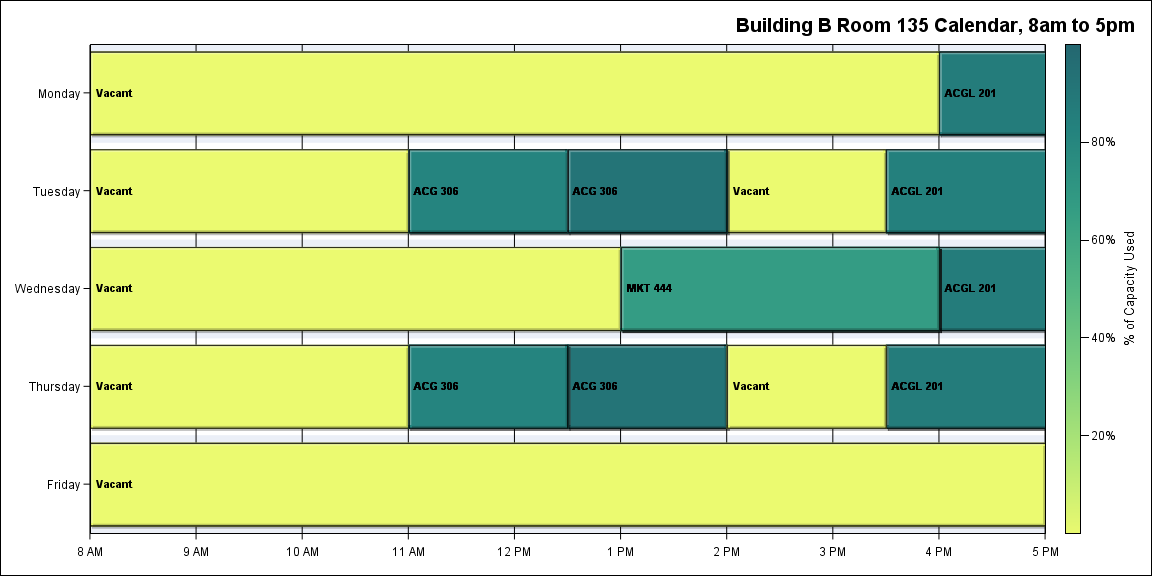 Building B Room 135 Calendar, 8am to 5pm
Monday
Vacant
ACGL 201
Tuesday
Vacant
ACG 306
ACG 306
Vacant
ACGL 201
Wednesday
Vacant
MKT 444
ACGL 201
Thursday
Vacant
ACG 306
ACG 306
Vacant
ACGL 201
Friday
Vacant
8 AM
9 AM
10 AM
11 AM
12 PM
1 PM
2 PM
3 PM
4 PM
5 PM
80%
60%
40%
20%
% of Capacity Used